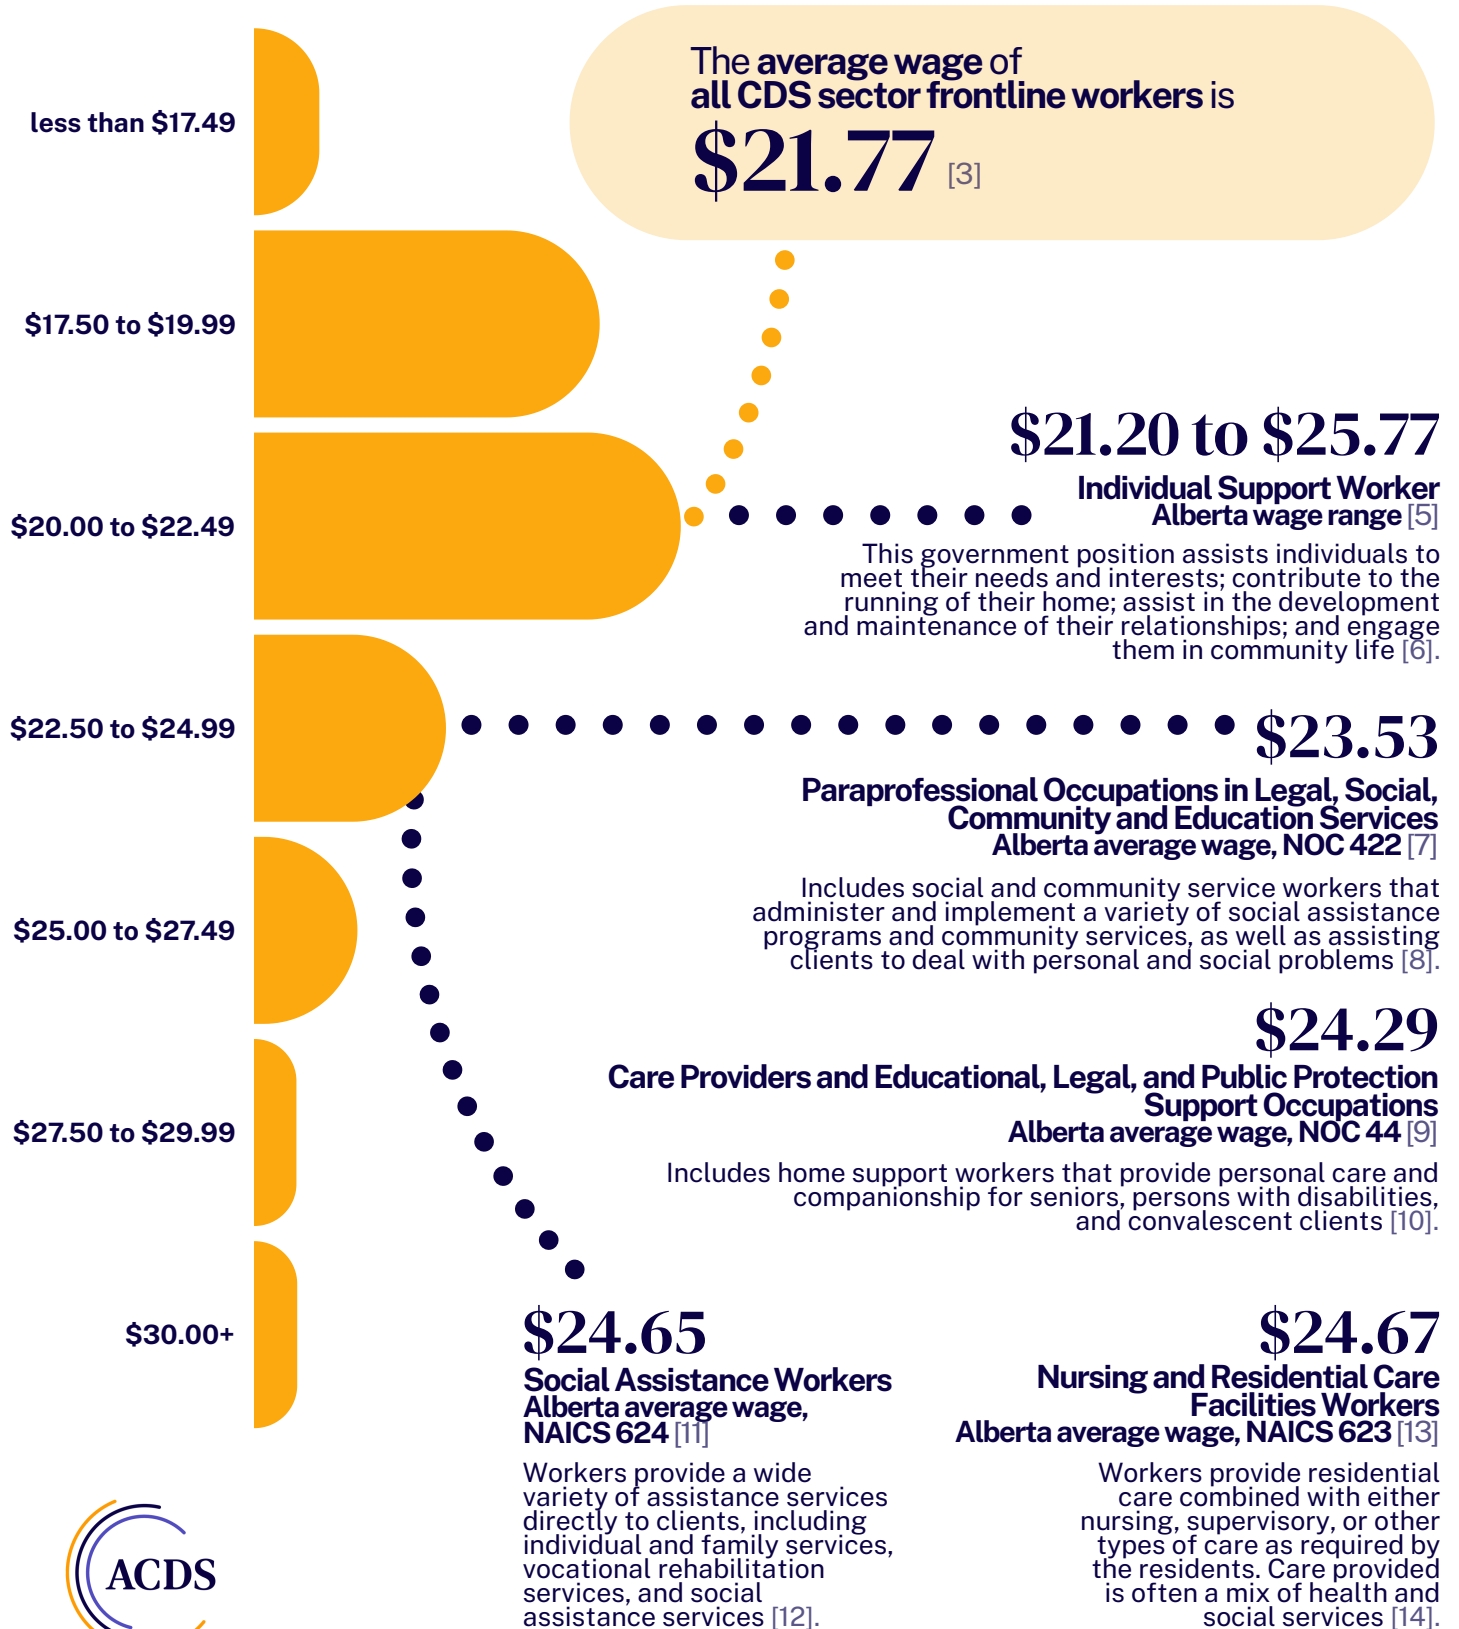 less than $17.49
$17.50 to $19.99
$20.00 to $22.49
$22.50 to $24.99
$25.00 to $27.49
$27.50 to $29.99
$30.00+
The average wage of
all CDS sector frontline workers is
$21.77 [3]
$21.20 to $25.77
Individual Support Worker
Alberta wage range [5]
This government position assists individuals to
meet their needs and interests; contribute to the
running of their home; assist in the development
and maintenance of their relationships; and engage
them in community life [6].
$23.53
Paraprofessional Occupations in Legal, Social,
Community and Education Services
Alberta average wage, NOC 422 [7]
Includes social and community service workers that
administer and implement a variety of social assistance
programs and community services, as well as assisting
clients to deal with personal and social problems [8].
$24.29
Care Providers and Educational, Legal, and Public Protection
Support Occupations
Alberta average wage, NOC 44 [9]
Includes home support workers that provide personal care and
companionship for seniors, persons with disabilities,
and convalescent clients [10].
$24.65
Social Assistance Workers
Alberta average wage,
NAICS 624 [11]
Workers provide a wide
variety of assistance services
directly to clients, including
individual and family services,
vocational rehabilitation
services, and social
assistance services [12].
$24.67
Nursing and Residential Care
Facilities Workers
Alberta average wage, NAICS 623 [13]
Workers provide residential
care combined with either
nursing, supervisory, or other
types of care as required by
the residents. Care provided
is often a mix of health and
social services [14].
ACDS